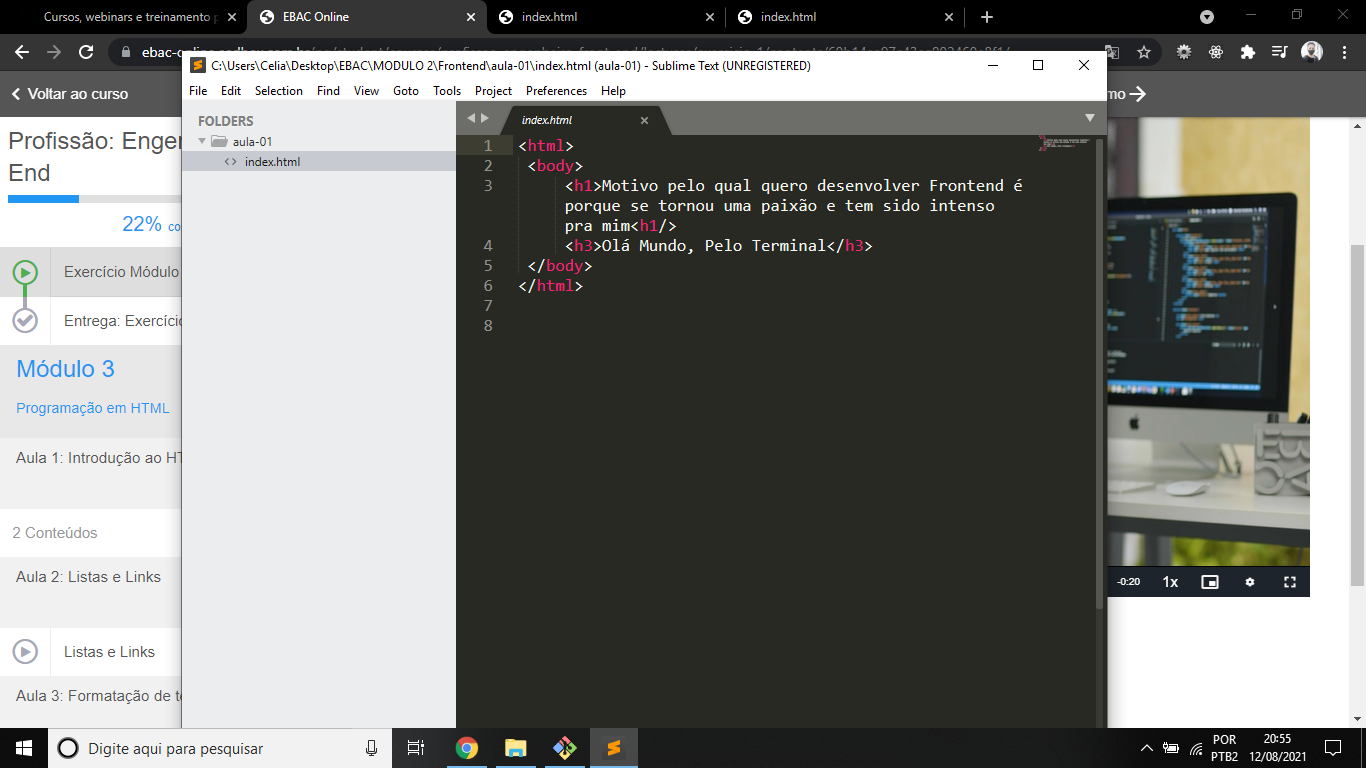 Cursos, webinars e treinamento
EBAC Online
index.html
index.html
C:\Users\Celia\Desktop\EBAC\MODULO 2\Frontend\aula-01\index.html (aula-01) - Sublime Text (UNREGISTERED)
File Edit Selection Find View Goto Tools Project Preferences Help
Voltar ao curso
mo
FOLDERS
aula-01
index.html
index.html
1 <html>
2 <body>
3 <h1>Motivo pelo qual quero desenvolver Frontend é
porque se tornou uma paixão e tem sido intenso
pra mim<h1/>
4 <h3>Olá Mundo, Pelo Terminal</h3>
5 </body>
6 </html>
7
8
Profissão: Enger
End
22% co
Exercício Módulo
Entrega: Exercíci
Módulo 3
Programação em HTML
Aula 1: Introdução ao HT
2 Conteúdos
Aula 2: Listas e Links
Listas e Links
Aula 3: Formatação de te
-0:20 1x
Digite aqui para pesquisar
POR
PTB2
20:55
12/08/2021